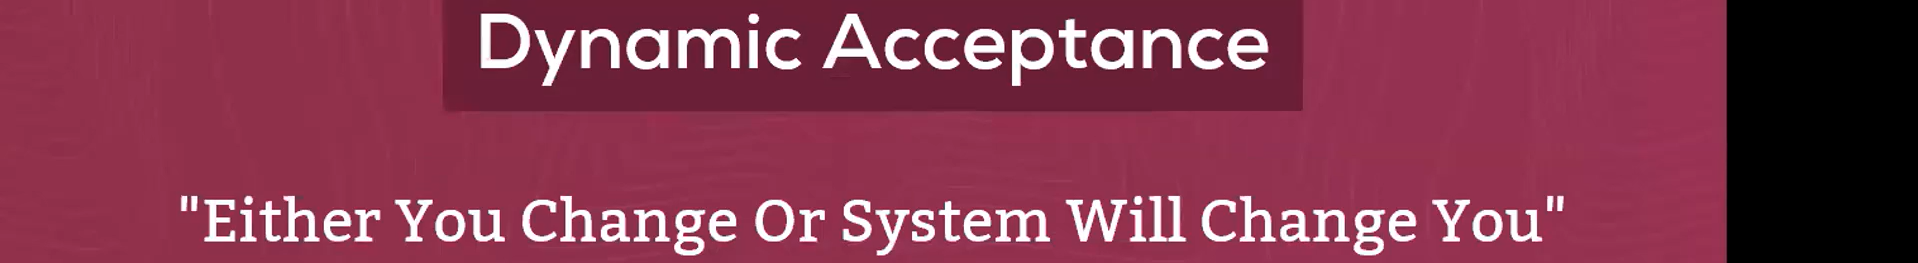 Dynamic Acceptance
"Either You Change Or System Will Change You"